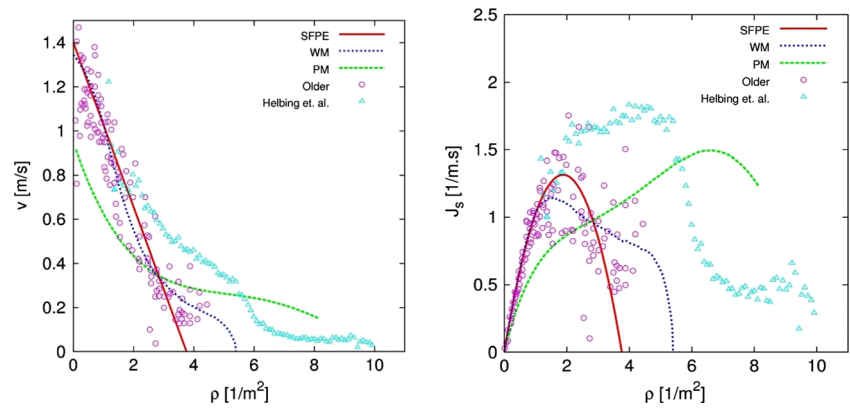 1.4
1.2
1
0.8
0.6
0.4
0.2
0
0
2
4
6
8
10
v [m/s]
ρ [1/m²]
SFPE
WM
PM
Older
Helbing et. al.
2.5
2
1.5
1
0.5
0
0
2
4
6
8
10
J_s [1/m.s]
ρ [1/m²]
SFPE
WM
PM
Older
Helbing et. al.